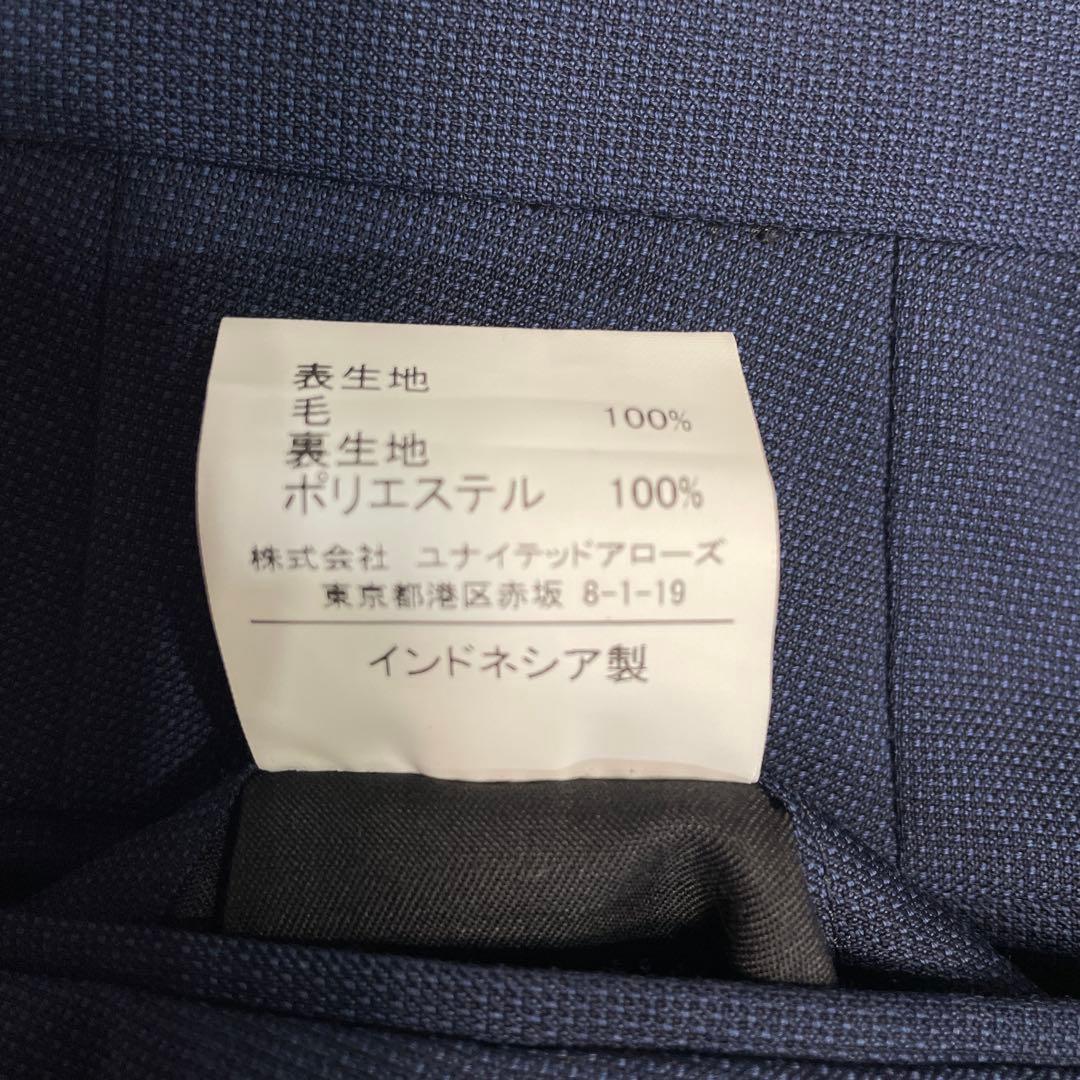 表生地
毛 100%
裏生地
ポリエステル 100%
株式会社 ユナイテッドアローズ
東京都港区赤坂 8-1-19
インドネシア製